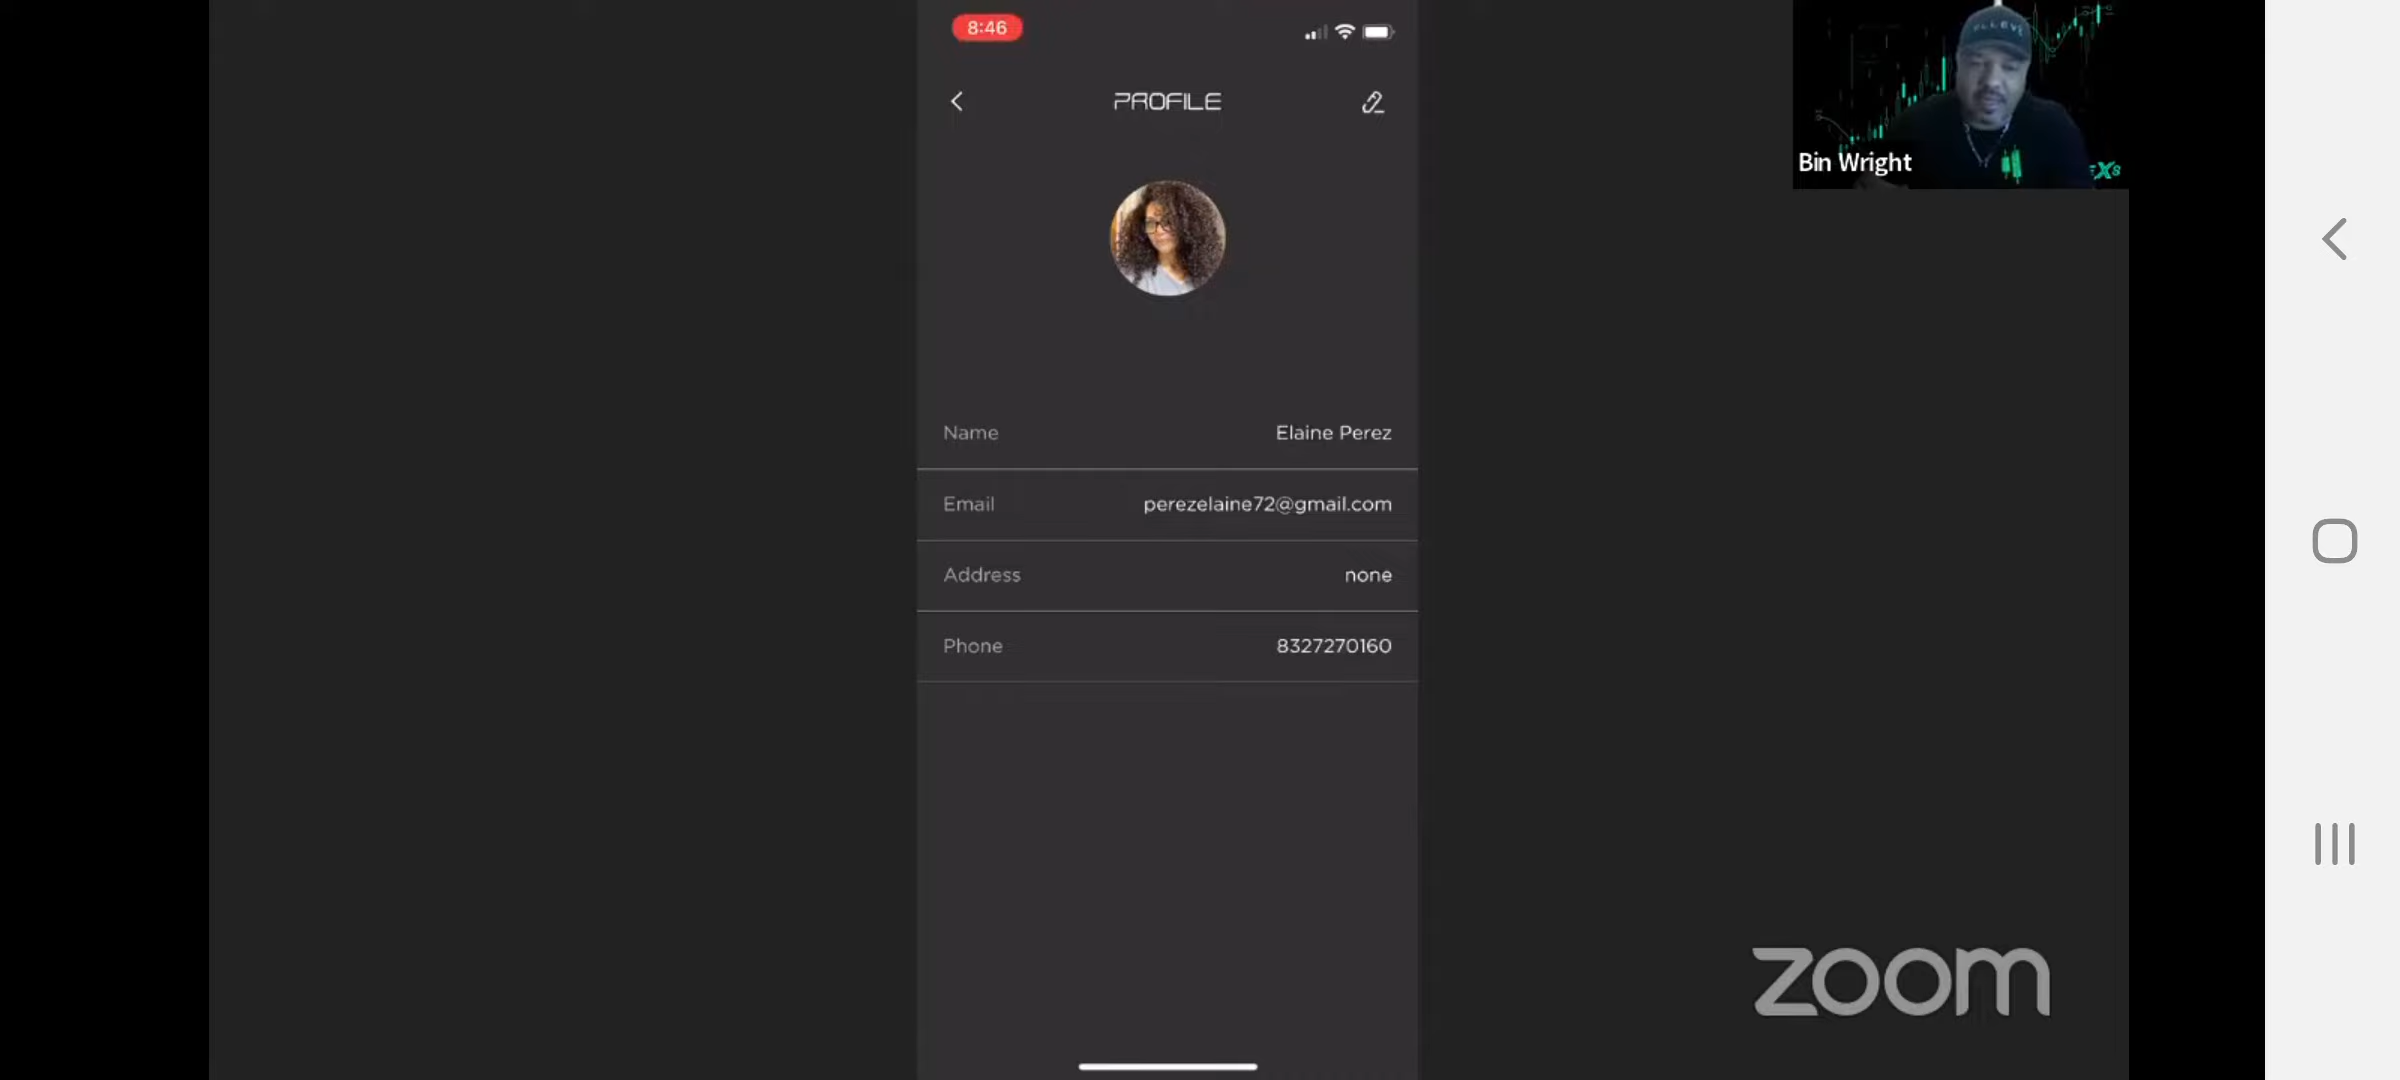 8:46
PROFILE
Bin Wright
Name
Elaine Perez
Email
perezelaine72@gmail.com
Address
none
Phone
8327270160
zoom